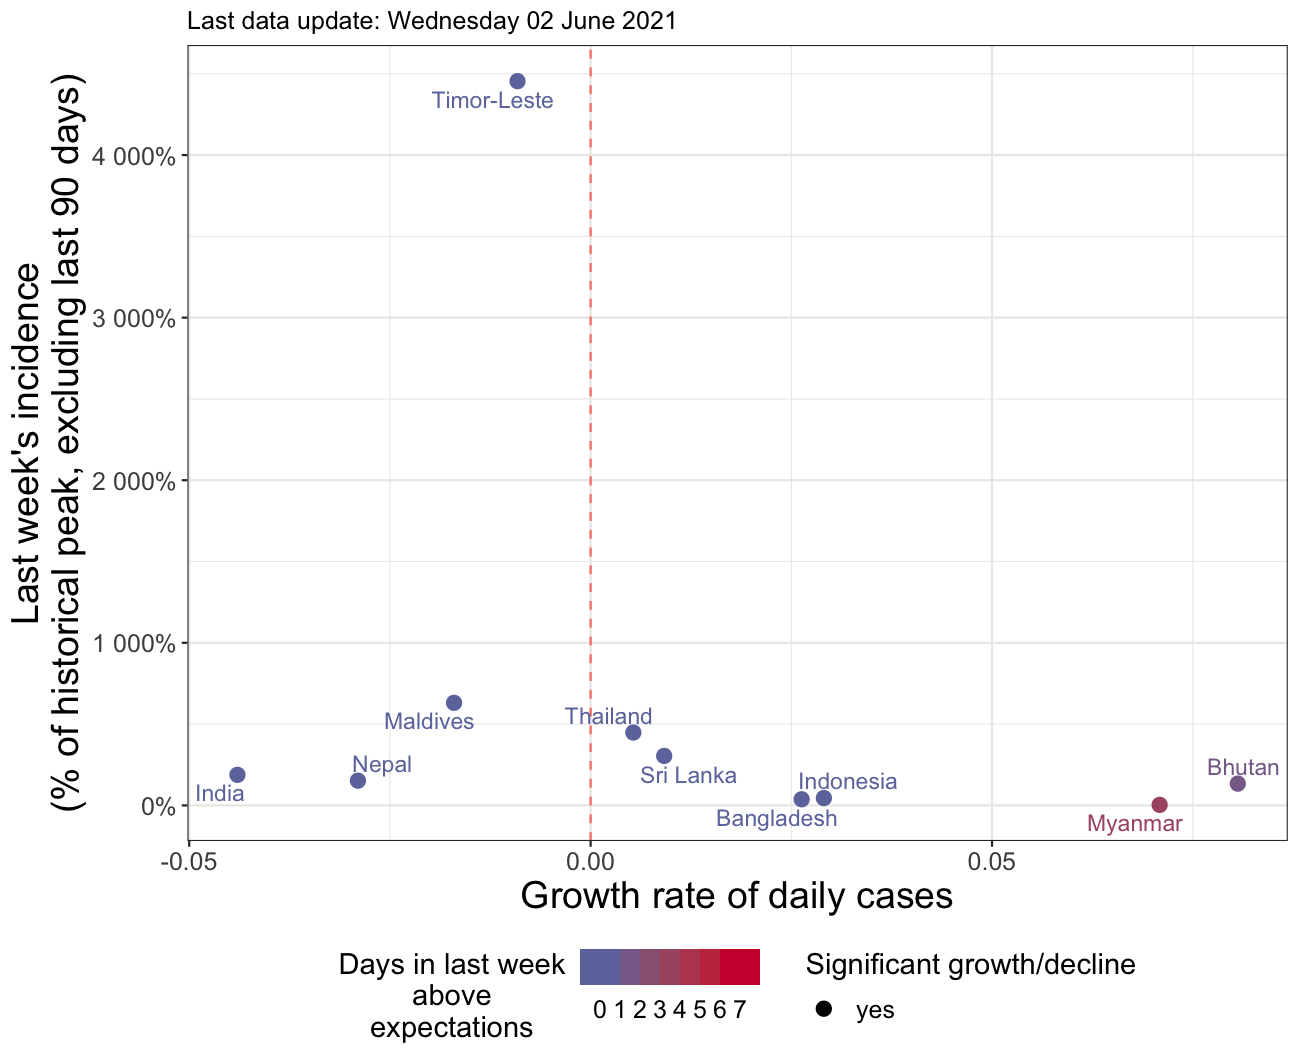 Last data update: Wednesday 02 June 2021
Last week's incidence
(% of historical peak, excluding last 90 days)
4 000%
3 000%
2 000%
1 000%
0%
Timor-Leste
Maldives
Thailand
Nepal
India
Sri Lanka
Indonesia
Bangladesh
Bhutan
Myanmar
-0.05
0.00
0.05
Growth rate of daily cases
Days in last week
above
expectations
0 1 2 3 4 5 6 7
Significant growth/decline
yes